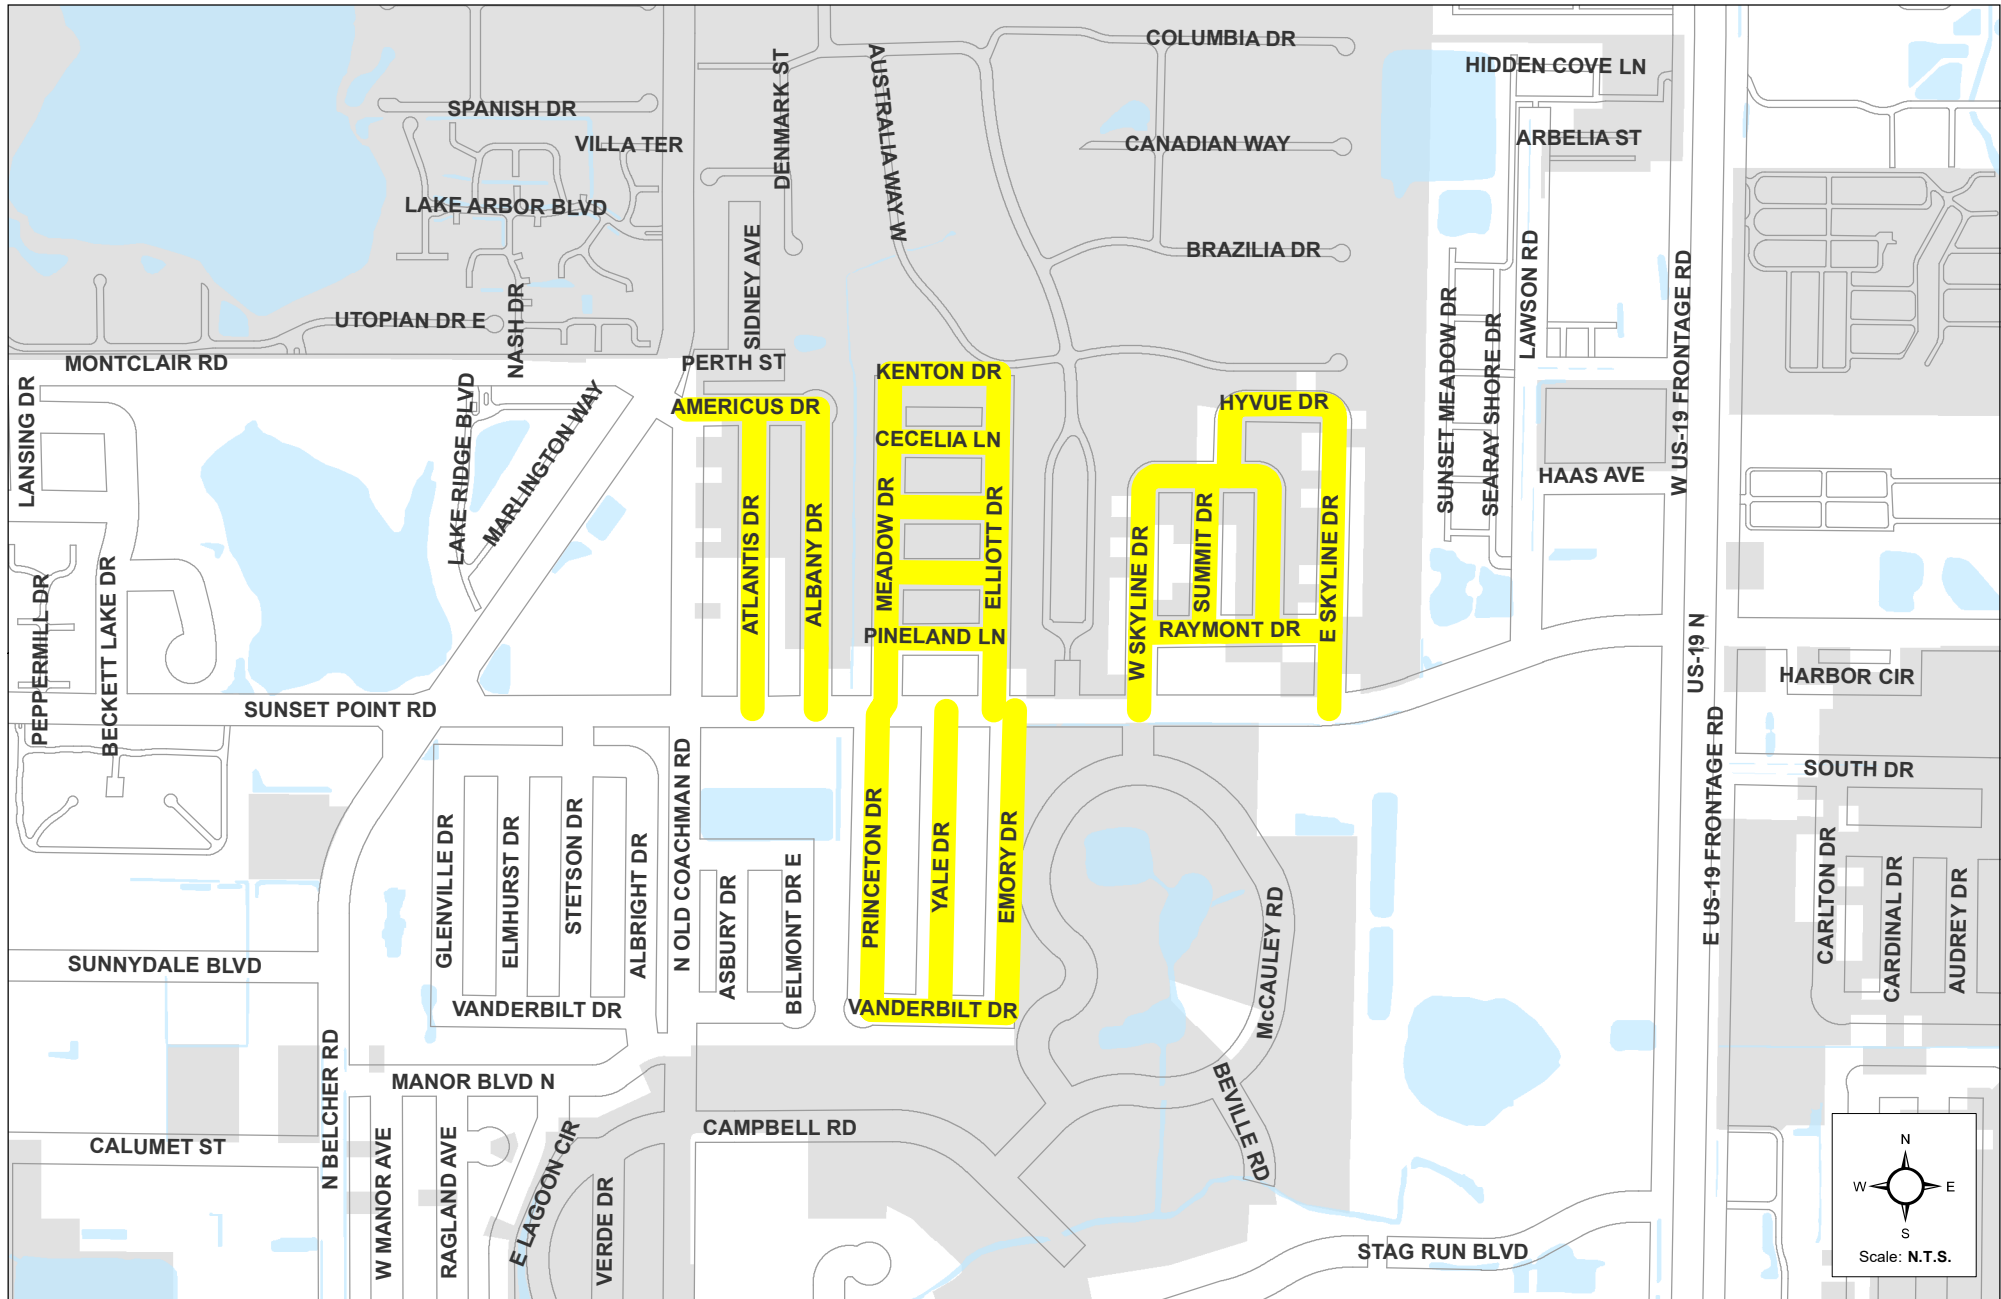 COLUMBIA DR
HIDDEN COVE LN
SPANISH DR
VILLA TER
DENMARK ST
AUSTRALIA WAY W
CANADIAN WAY
ARBELIA ST
LAKE ARBOR BLVD
BRAZILIA DR
SIDNEY AVE
LAWSON RD
W US-19 FRONTAGE RD
UTOPIAN DR E
NASH DR
SUNSET MEADOW DR
SEARAY SHORE DR
MONTCLAIR RD
PERTH ST
KENTON DR
LANSING DR
LAKE RIDGE BLVD
MARLINGTON WAY
AMERICUS DR
HYVUE DR
CECELIA LN
HAAS AVE
ATLANTIS DR
ALBANY DR
MEADOW DR
ELLIOTT DR
W SKYLINE DR
SUMMIT DR
E SKYLINE DR
PEPPERMILL DR
BECKETT LAKE DR
PINELAND LN
RAYMONT DR
US-19 N
HARBOR CIR
SUNSET POINT RD
E US-19 FRONTAGE RD
SOUTH DR
GLENVILLE DR
ELMHURST DR
STETSON DR
ALBRIGHT DR
N OLD COACHMAN RD
ASBURY DR
BELMONT DR E
PRINCETON DR
YALE DR
EMORY DR
McCAULEY RD
CARLTON DR
CARDINAL DR
AUDREY DR
SUNNYDALE BLVD
VANDERBILT DR
VANDERBILT DR
N BELCHER RD
MANOR BLVD N
BEVILLE RD
CAMPBELL RD
CALUMET ST
W MANOR AVE
RAGLAND AVE
E LAGOON CIR
VERDE DR
STAG RUN BLVD
N
W E
S
Scale: N.T.S.